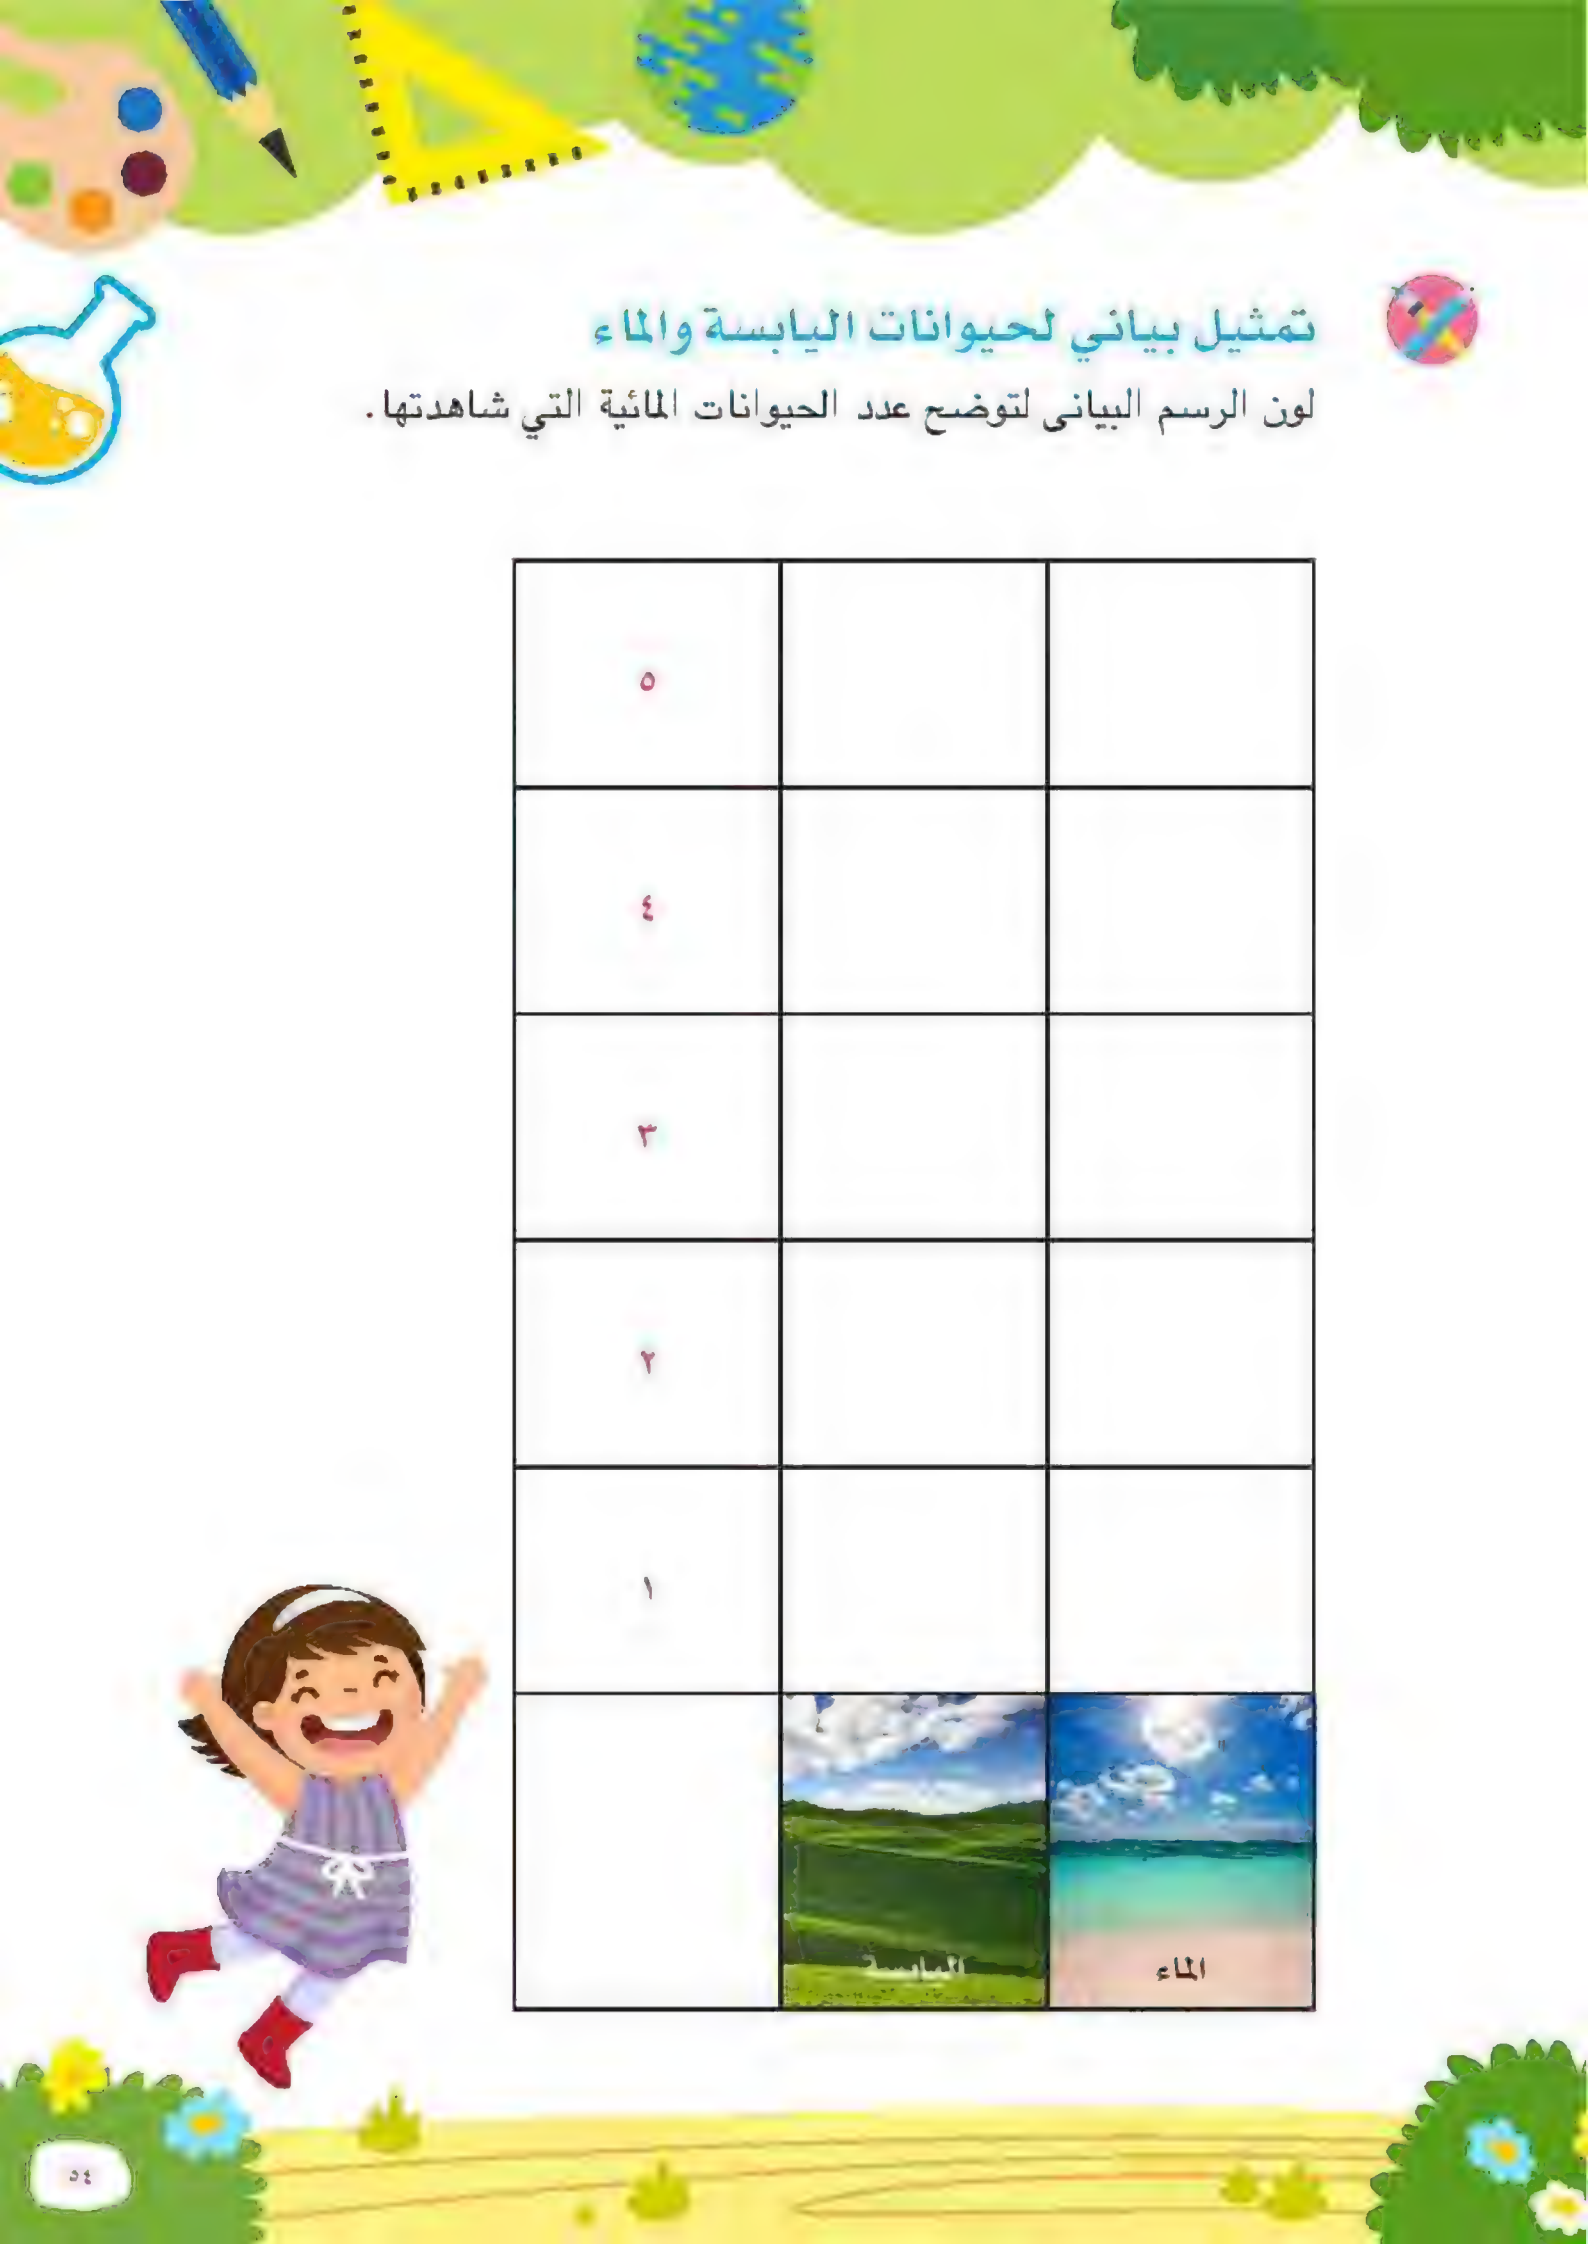 تمثيل بياني لحيوانات اليابسة والماء
لون الرسم البيانى لتوضح عدد الحيوانات المائية التي شاهدتها.
٥
٤
٣
٢
١
الماء
اليابسة
٥٤